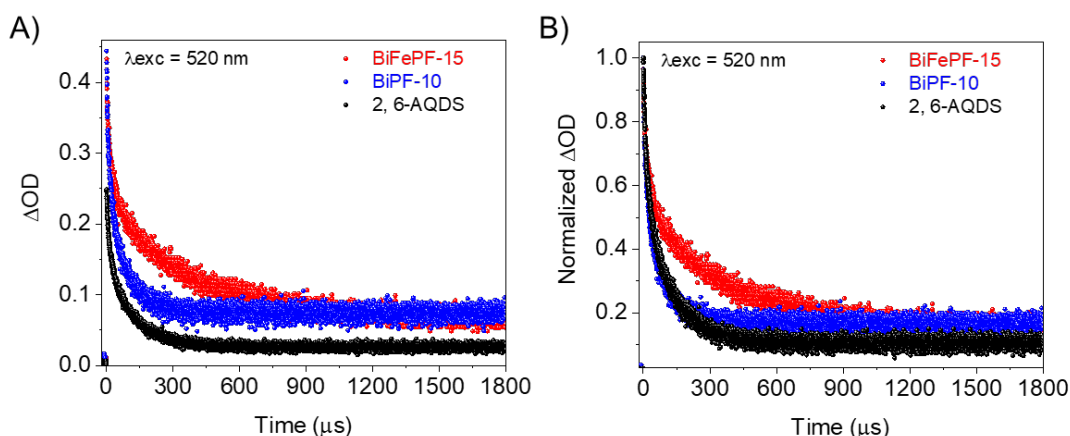 A)
λexc = 520 nm
BiFePF-15
BiPF-10
2, 6-AQDS
0.4
0.3
0.2
0.1
0.0
ΔOD
0 300 600 900 1200 1500 1800
Time (μs)
B)
λexc = 520 nm
BiFePF-15
BiPF-10
2, 6-AQDS
1.0
0.8
0.6
0.4
0.2
Normalized ΔOD
0 300 600 900 1200 1500 1800
Time (μs)